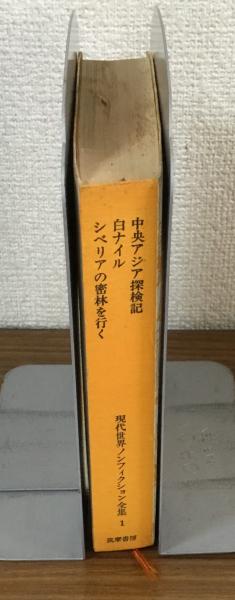 中央アジア探検記
白ナイル
シベリアの密林を行く
現代世界ノンフィクション全集 1
筑摩書房